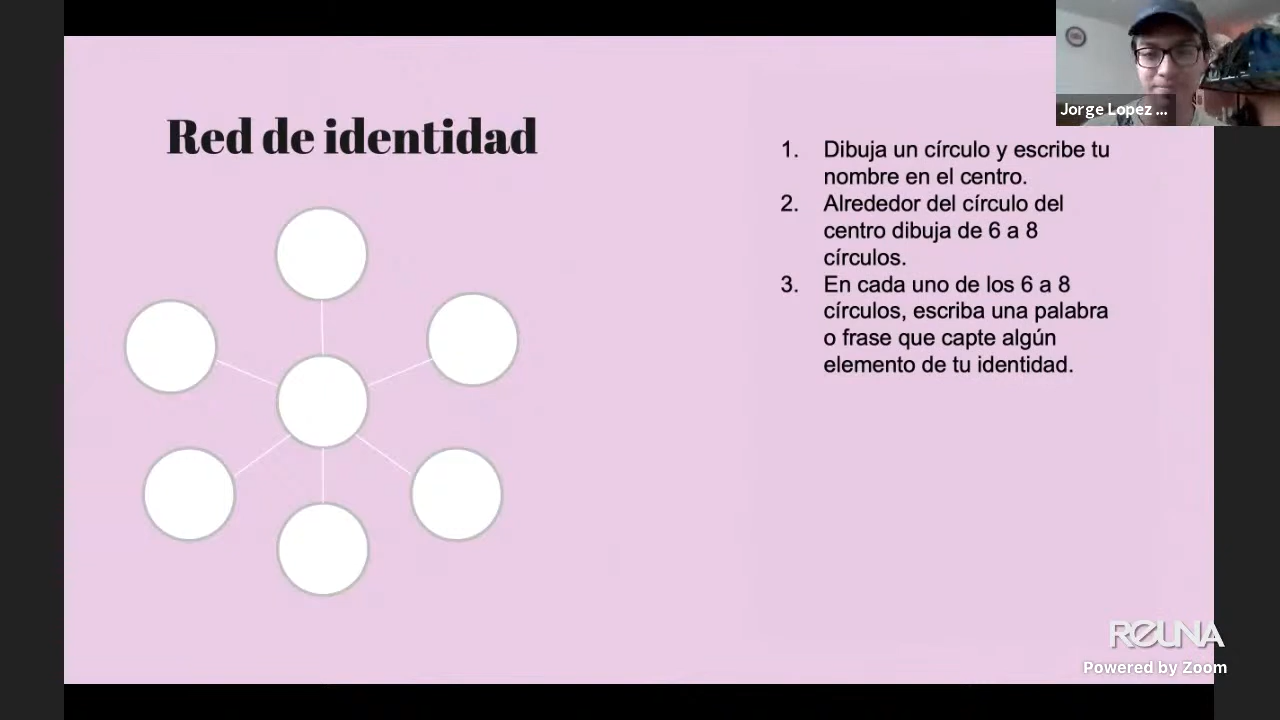 Red de identidad
1. Dibuja un círculo y escribe tu
nombre en el centro.
2. Alrededor del círculo del
centro dibuja de 6 a 8
círculos.
3. En cada uno de los 6 a 8
círculos, escriba una palabra
o frase que capte algún
elemento de tu identidad.
Jorge Lopez ...
REUNA
Powered by Zoom